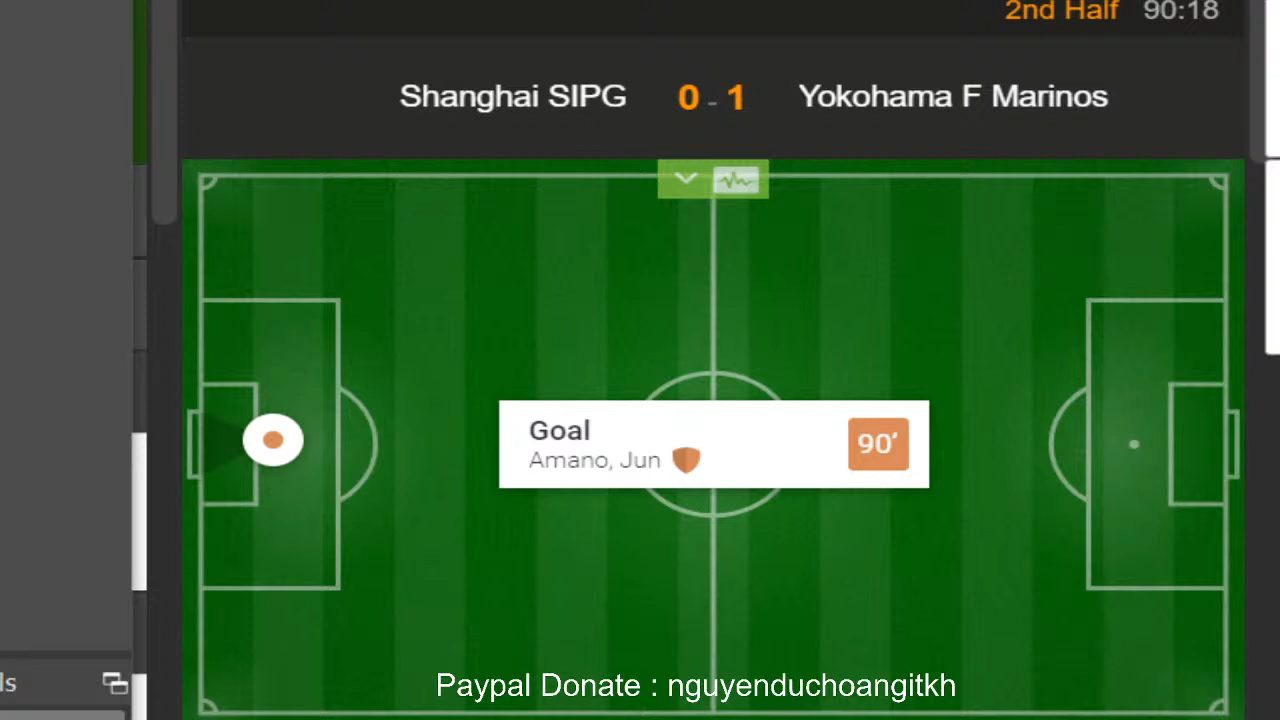 2nd Half 90:18
Shanghai SIPG 0 - 1 Yokohama F Marinos
Goal
Amano, Jun
90’
ls
Paypal Donate : nguyenduchoangitkh